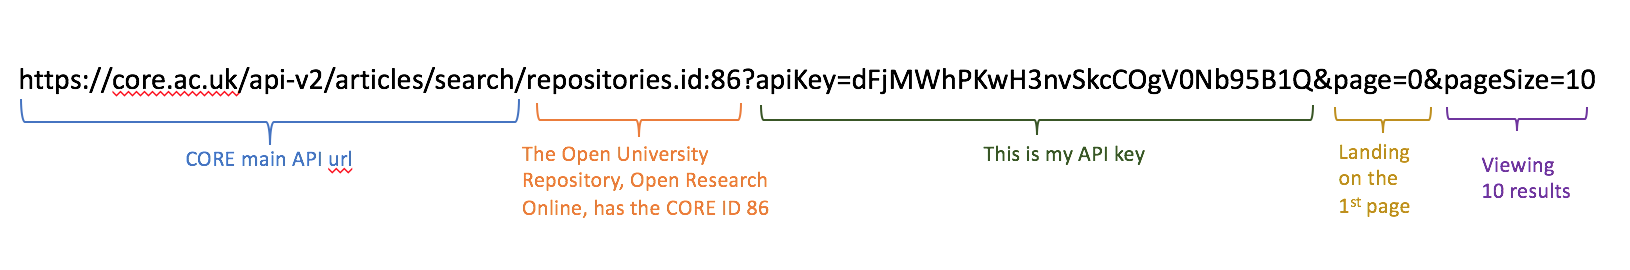 https://core.ac.uk/api-v2/articles/search/repositories.id:86?apiKey=dFjMWhPKwH3nvSkcCOgV0Nb95B1Q&page=0&pageSize=10
CORE main API url
The Open University
Repository, Open Research
Online, has the CORE ID 86
This is my API key
Landing
on the
1st page
Viewing
10 results